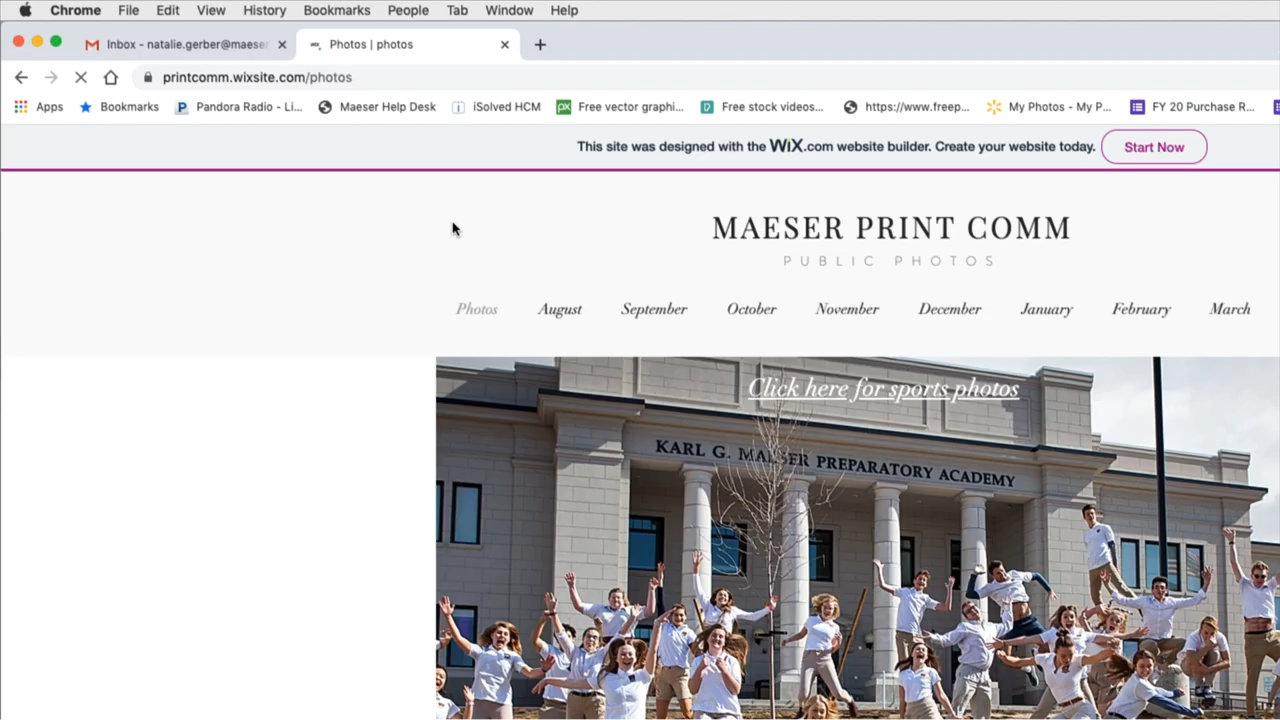 Chrome File Edit View History Bookmarks People Tab Window Help
Inbox - natalie.gerber@maeser
Photos | photos
printcomm.wixsite.com/photos
Apps Bookmarks Pandora Radio - Li... Maeser Help Desk iSolved HCM Free vector graphi... Free stock videos... https://www.freep... My Photos - My P... FY 20 Purchase R...
This site was designed with the WiX.com website builder. Create your website today. Start Now
MAESER PRINT COMM
PUBLIC PHOTOS
Photos August September October November December January February March
Click here for sports photos
KARL G. MAESER PREPARATORY ACADEMY